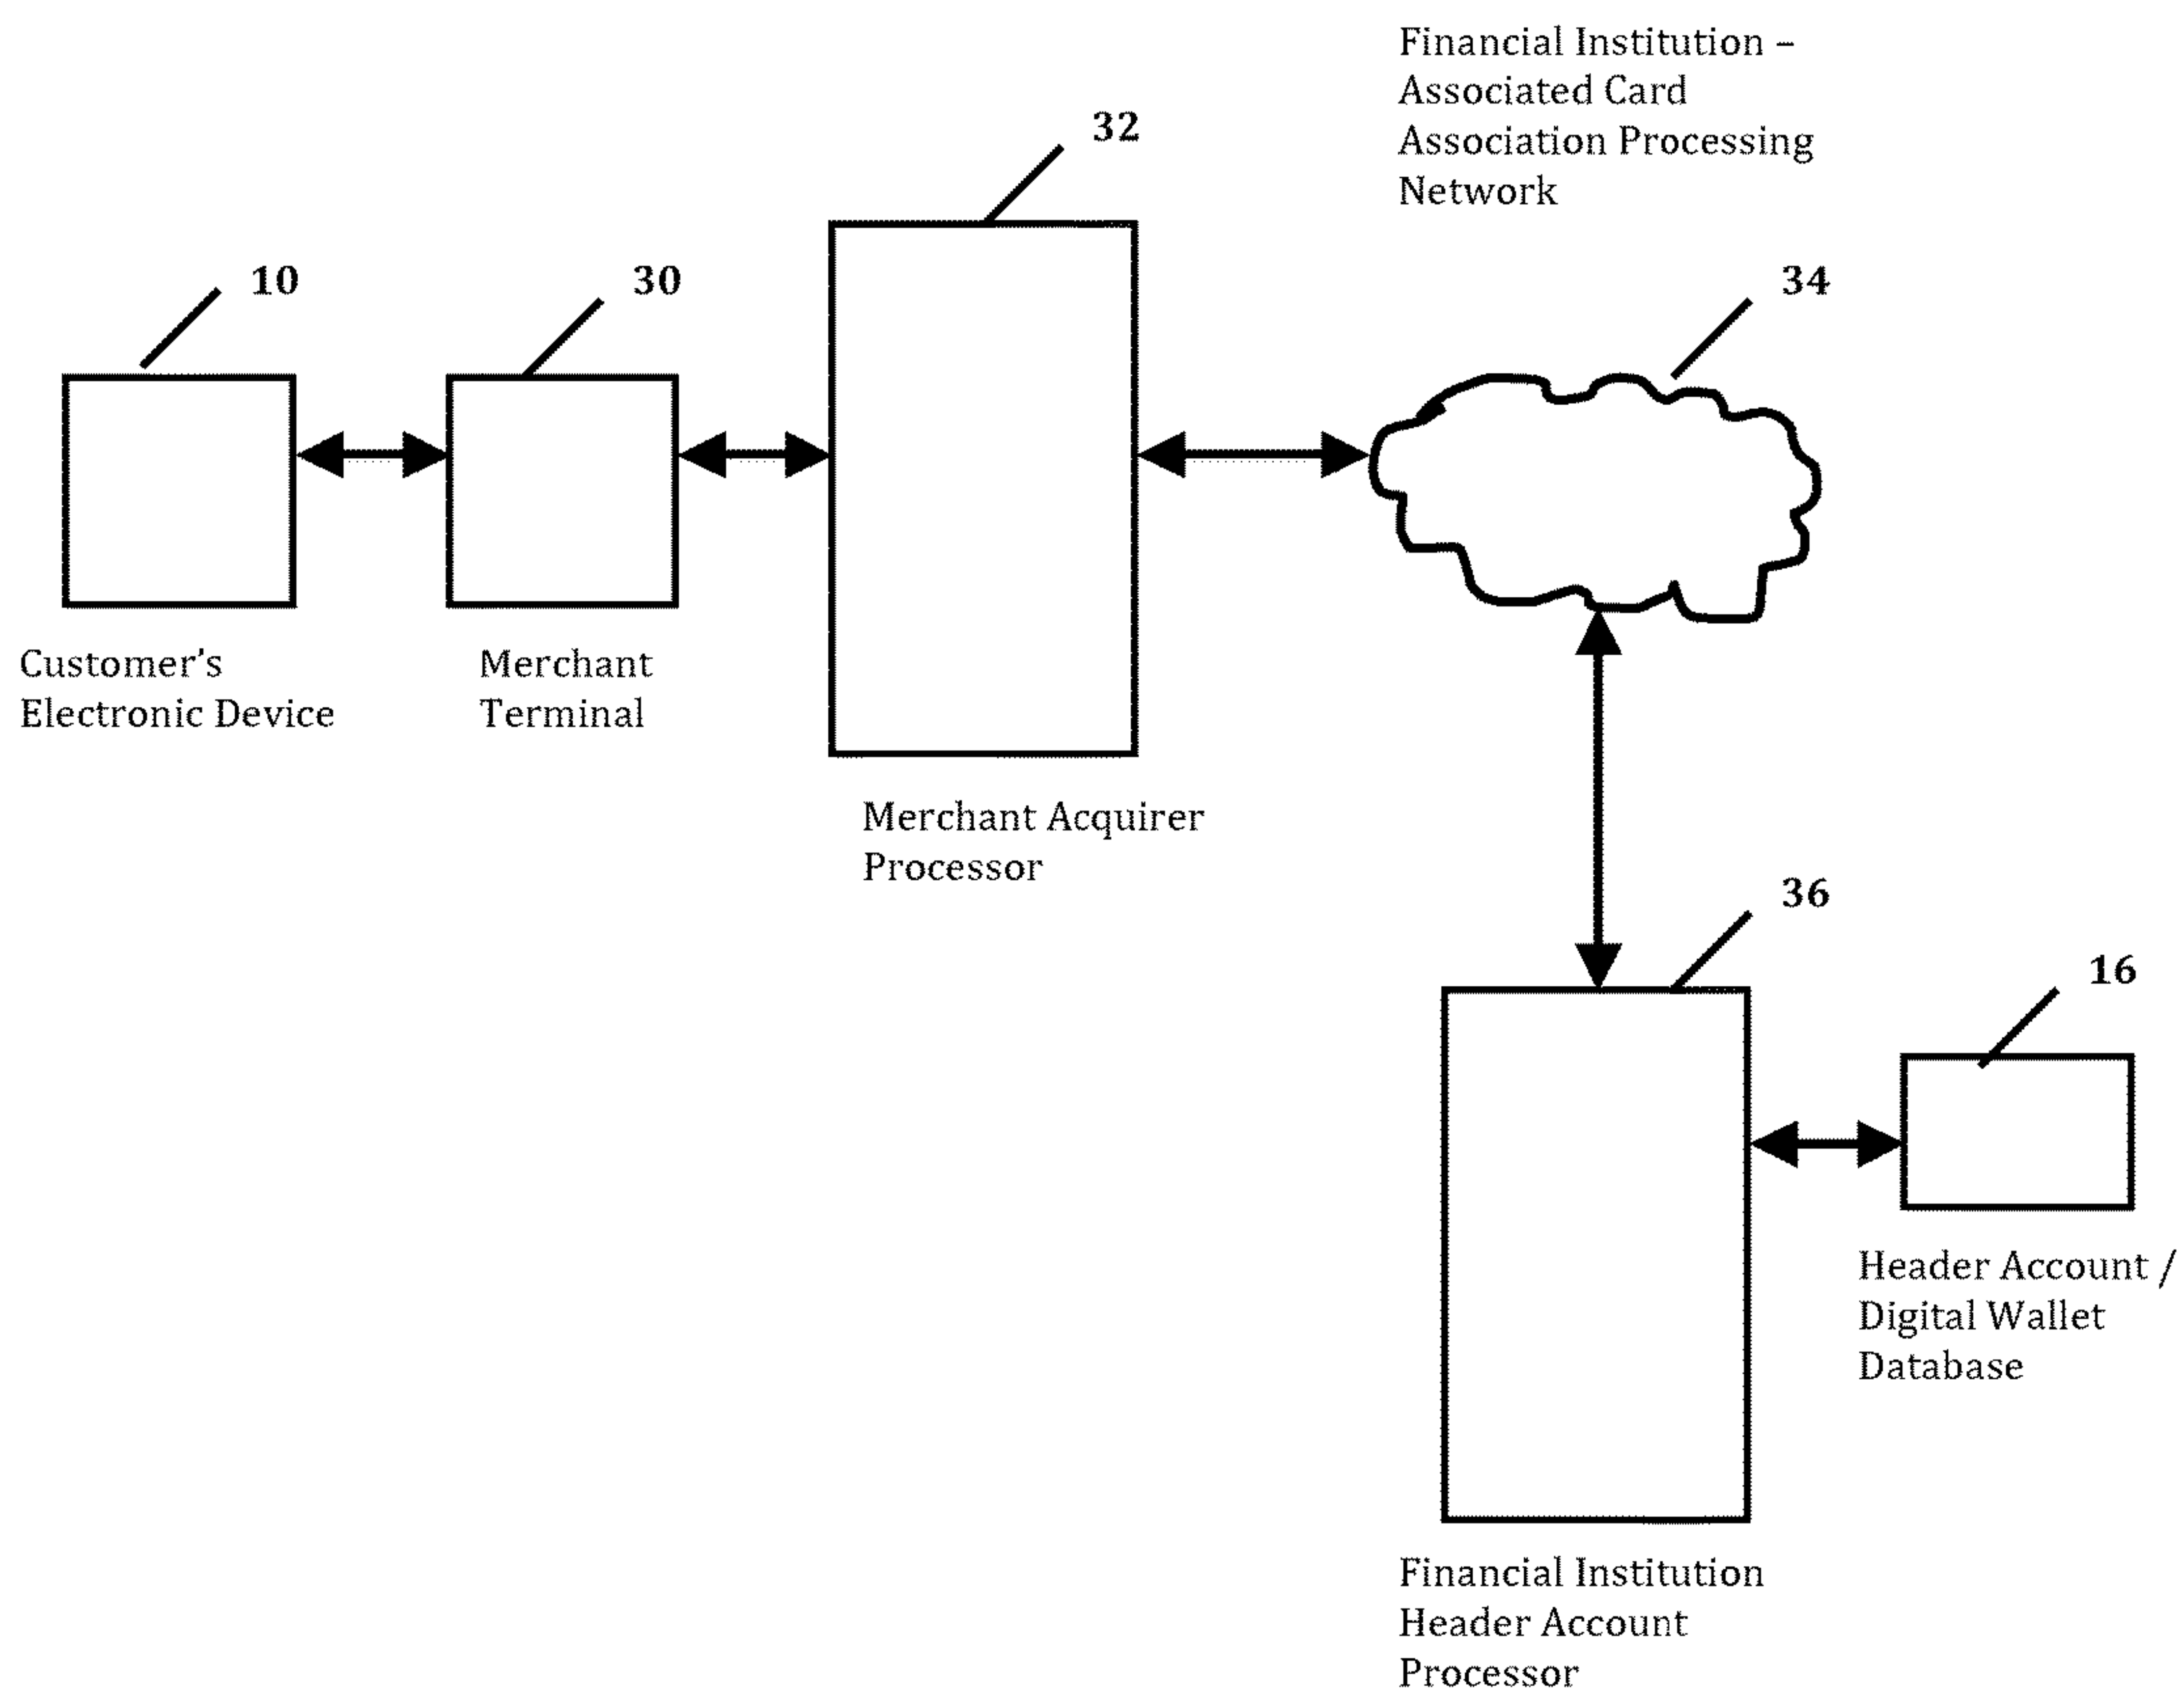 Financial Institution –
Associated Card
Association Processing
Network
32
10
30
34
Customer's
Electronic Device
Merchant
Terminal
Merchant Acquirer
Processor
36
16
Header Account /
Digital Wallet
Database
Financial Institution
Header Account
Processor